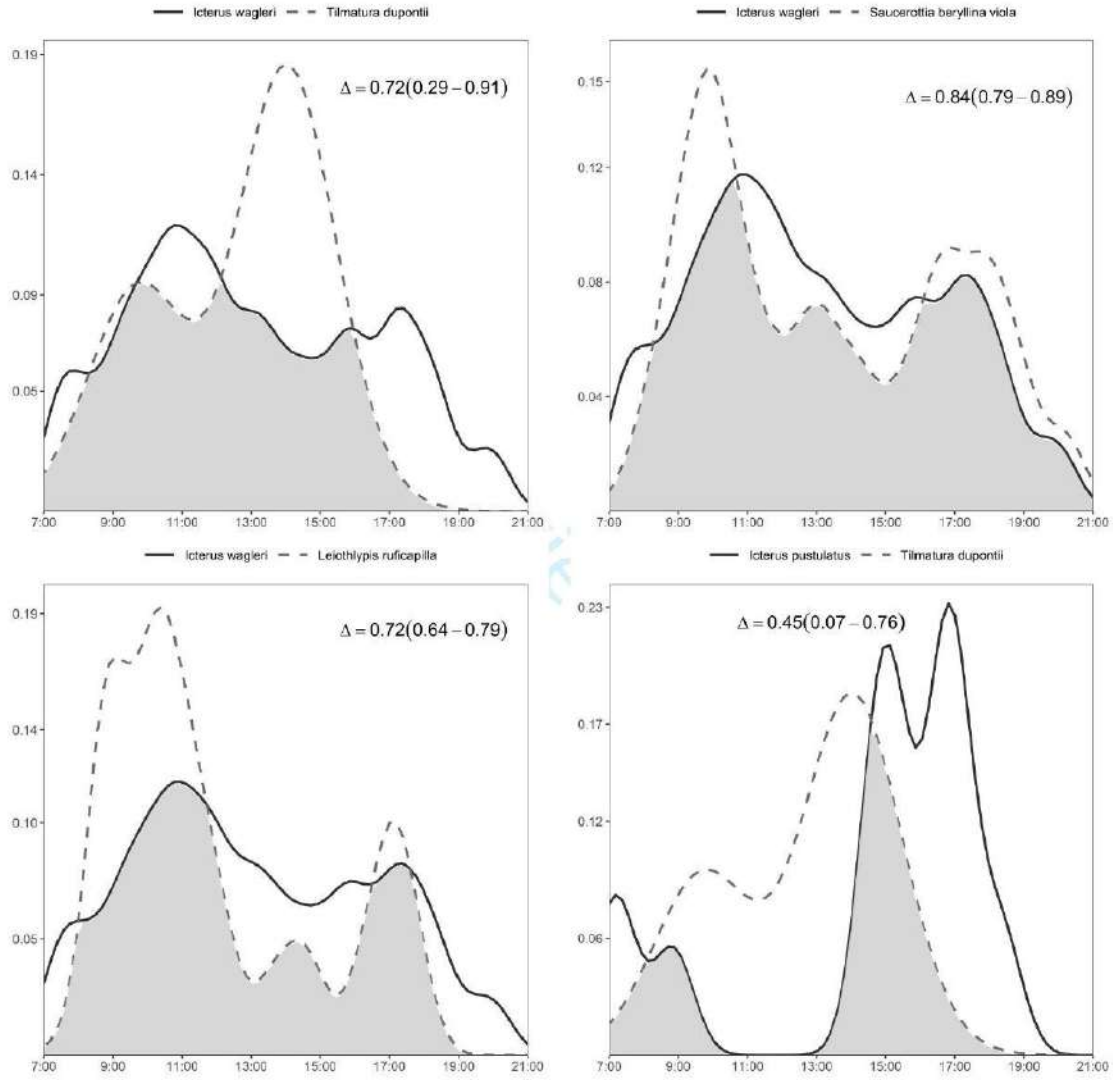 Icterus wagleri Tilmatura dupontii
Δ = 0.72(0.29 – 0.91)
0.19
0.14
0.09
0.05
7:00 9:00 11:00 13:00 15:00 17:00 19:00 21:00
Icterus wagleri Saucerottia beryllina viola
Δ = 0.84(0.79 – 0.89)
0.15
0.12
0.08
0.04
7:00 9:00 11:00 13:00 15:00 17:00 19:00 21:00
Icterus wagleri Leiothlypis ruficapilla
Δ = 0.72(0.64 – 0.79)
0.19
0.14
0.10
0.05
7:00 9:00 11:00 13:00 15:00 17:00 19:00 21:00
Icterus pustulatus Tilmatura dupontii
Δ = 0.45(0.07 – 0.76)
0.23
0.17
0.12
0.06
7:00 9:00 11:00 13:00 15:00 17:00 19:00 21:00